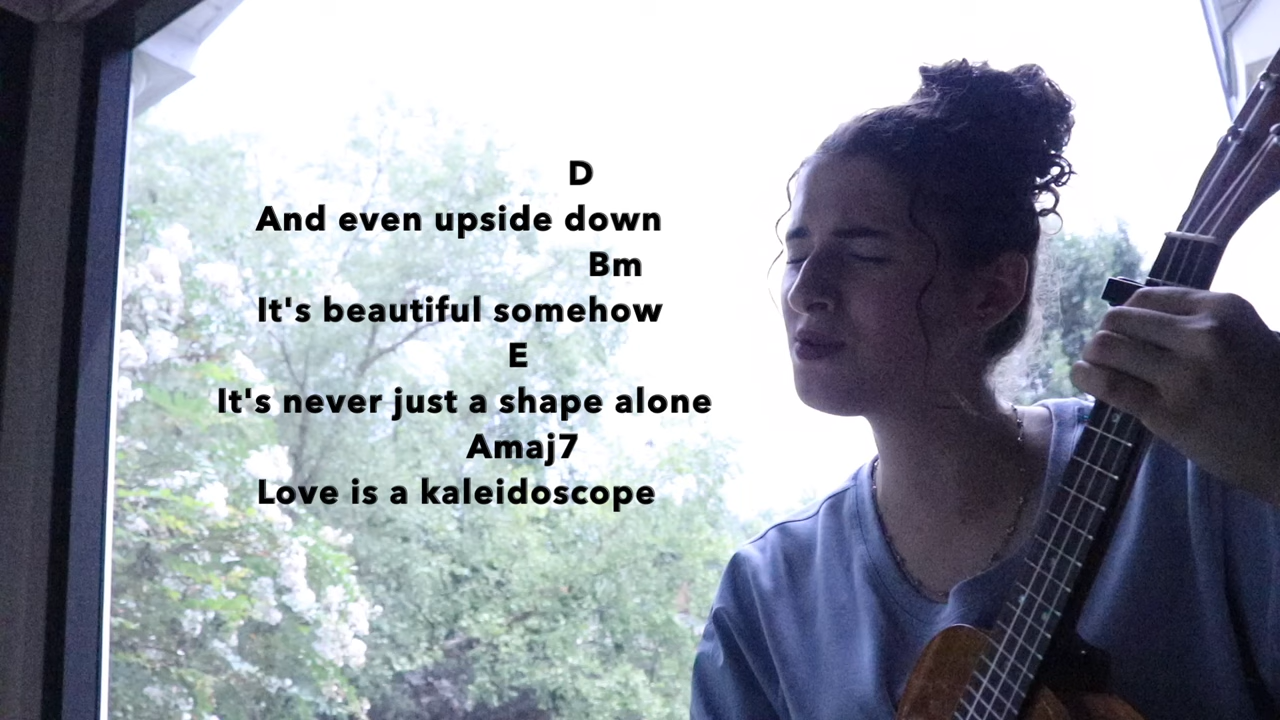 D
And even upside down
Bm
It's beautiful somehow
E
It's never just a shape alone
Amaj7
Love is a kaleidoscope